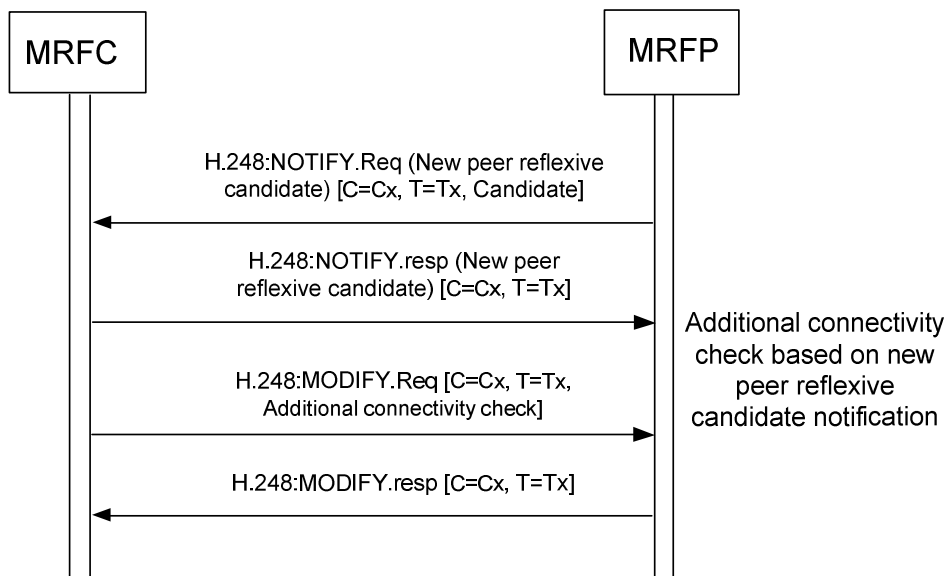 MRFC
MRFP
H.248:NOTIFY.Req (New peer reflexive
candidate) [C=Cx, T=Tx, Candidate]
H.248:NOTIFY.resp (New peer
reflexive candidate) [C=Cx, T=Tx]
Additional connectivity
check based on new
peer reflexive
candidate notification
H.248:MODIFY.Req [C=Cx, T=Tx,
Additional connectivity check]
H.248:MODIFY.resp [C=Cx, T=Tx]